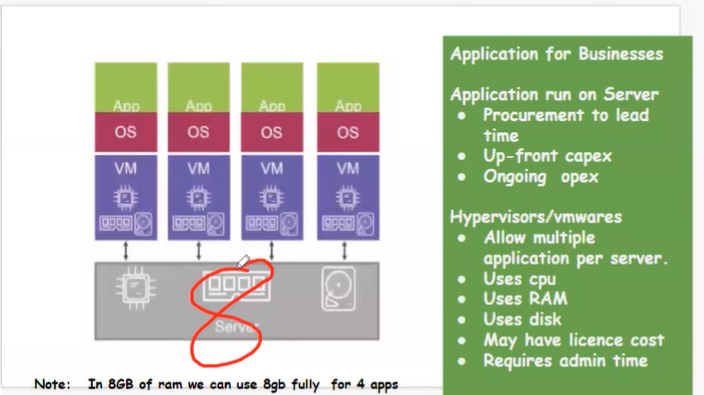 App App App App
OS OS OS OS
VM VM VM VM
Server
8
Note: In 8GB of ram we can use 8gb fully for 4 apps
Application for Businesses
Application run on Server
● Procurement to lead
time
● Up-front capex
● Ongoing opex
Hypervisors/vmwares
● Allow multiple
application per server.
● Uses cpu
● Uses RAM
● Uses disk
● May have licence cost
● Requires admin time